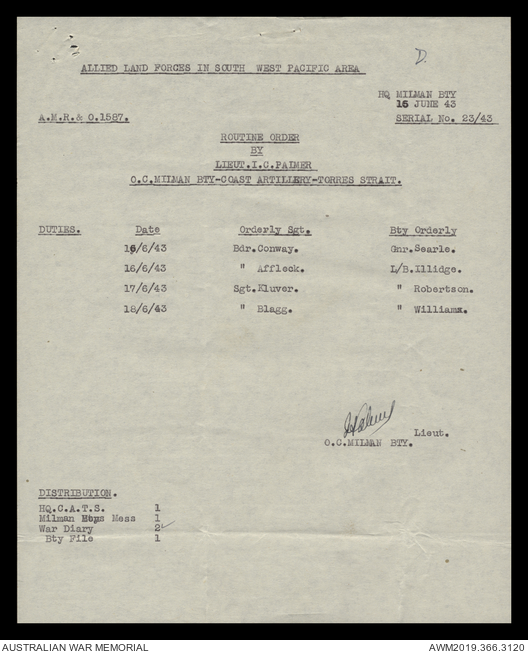 D.
ALLIED LAND FORCES IN SOUTH WEST PACIFIC AREA
HQ MILMAN BTY
16 JUNE 43
A.M.R.& O.1587. SERIAL No. 23/43
ROUTINE ORDER
BY
LIEUT.I.C.PALMER
O.C.MILMAN BTY-COAST ARTILLERY-TORRES STRAIT.
DUTIES. Date Orderly Sgt. Bty Orderly
16/6/43 Bdr.Conway. Gnr.Searle.
16/6/43 " Affleck. L/B.Illidge.
17/6/43 Sgt.Kluver. " Robertson.
18/6/43 " Blagg. " Williams.
Lieut.
O.C.MILMAN BTY.
DISTRIBUTION.
HQ.C.A.T.S. 1
Milman Mess 1
War Diary 2 ✓
Bty File 1
AUSTRALIAN WAR MEMORIAL AWM2019.366.3120